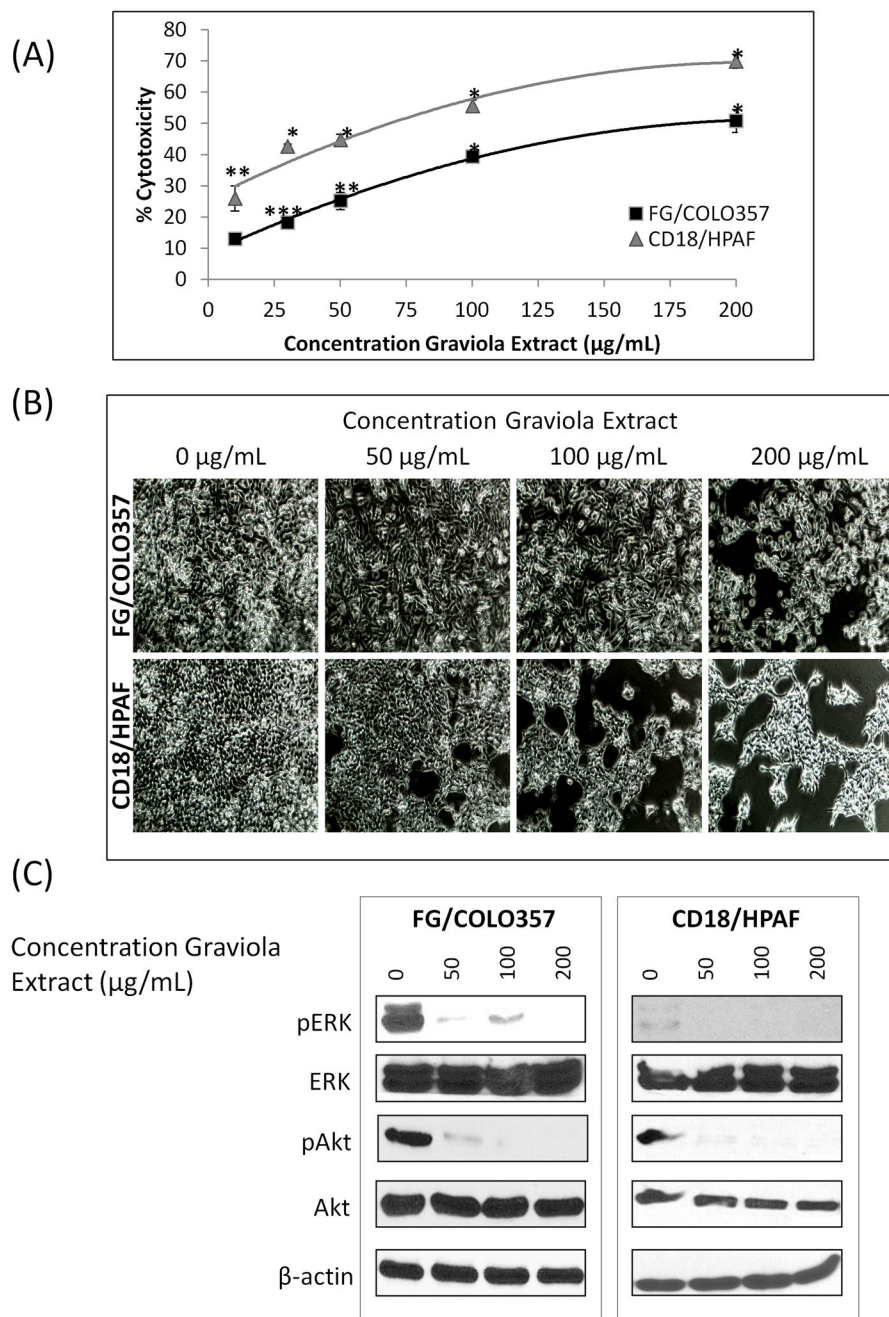 (A)
80
70
60
50
40
30
20
10
0
% Cytotoxicity
**
*
*
*
*
***
**
*
*
FG/COLO357
CD18/HPAF
0 25 50 75 100 125 150 175 200
Concentration Graviola Extract (µg/mL)
(B)
Concentration Graviola Extract
0 µg/mL 50 µg/mL 100 µg/mL 200 µg/mL
FG/COLO357
CD18/HPAF
(C)
FG/COLO357 CD18/HPAF
Concentration Graviola
Extract (µg/mL)
0 50 100 200 0 50 100 200
pERK
ERK
pAkt
Akt
β-actin